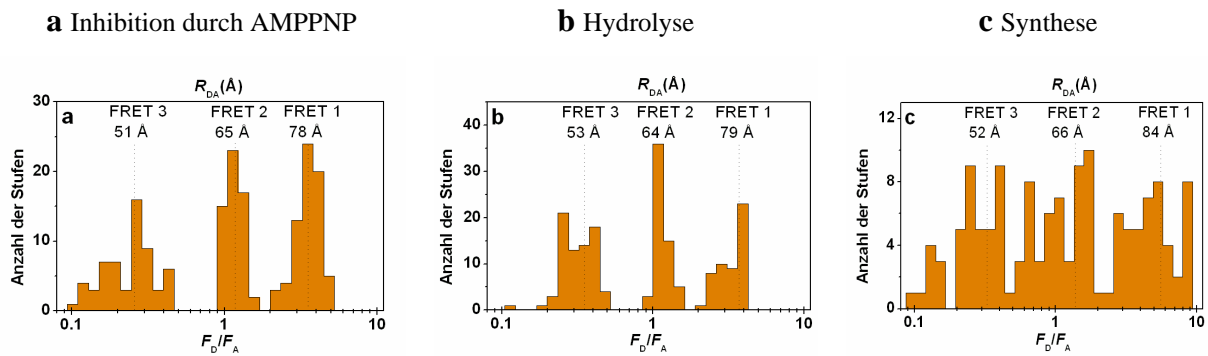 a Inhibition durch AMPPNP
b Hydrolyse
c Synthese
R_DA(Å)
FRET 3 FRET 2 FRET 1
51 Å 65 Å 78 Å
a
Anzahl der Stufen
30
20
10
0
0.1 1 10
F_D/F_A
R_DA(Å)
FRET 3 FRET 2 FRET 1
53 Å 64 Å 79 Å
b
Anzahl der Stufen
40
30
20
10
0
0.1 1 10
F_D/F_A
R_DA(Å)
FRET 3 FRET 2 FRET 1
52 Å 66 Å 84 Å
c
Anzahl der Stufen
12
8
4
0
0.1 1 10
F_D/F_A